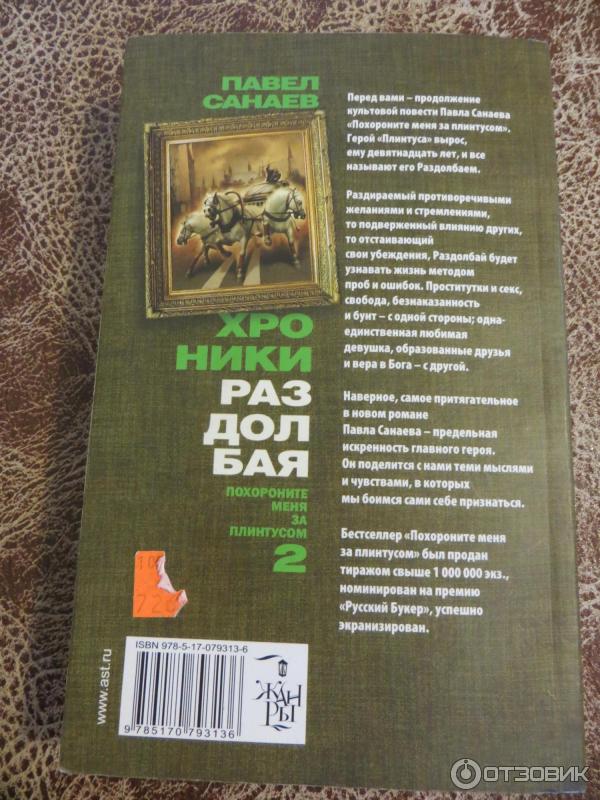 ПАВЕЛ
САНАЕВ
ХРО
НИКИ
РАЗ
ДОЛ
БАЯ
ПОХОРОНИТЕ
МЕНЯ
ЗА
ПЛИНТУСОМ
2
Перед вами – продолжение
культовой повести Павла Санаева
«Похороните меня за плинтусом».
Герой «Плинтуса» вырос,
ему девятнадцать лет, и все
называют его Раздолбаем.
Раздираемый противоречивыми
желаниями и стремлениями,
то подверженный влиянию других,
то отстаивающий
свои убеждения, Раздолбай будет
узнавать жизнь методом
проб и ошибок. Проститутки и секс,
свобода, безнаказанность
и бунт – с одной стороны; одна-
единственная любимая
девушка, образованные друзья
и вера в Бога – с другой.
Наверное, самое притягательное
в новом романе
Павла Санаева – предельная
искренность главного героя.
Он поделится с нами теми мыслями
и чувствами, в которых
мы боимся сами себе признаться.
Бестселлер «Похороните меня
за плинтусом» был продан
тиражом свыше 1 000 000 экз.,
номинирован на премию
«Русский Букер», успешно
экранизирован.
www.ast.ru
ISBN 978-5-17-079313-6
9 785170 793136
ЖАН
РЫ
ОТЗОВИК